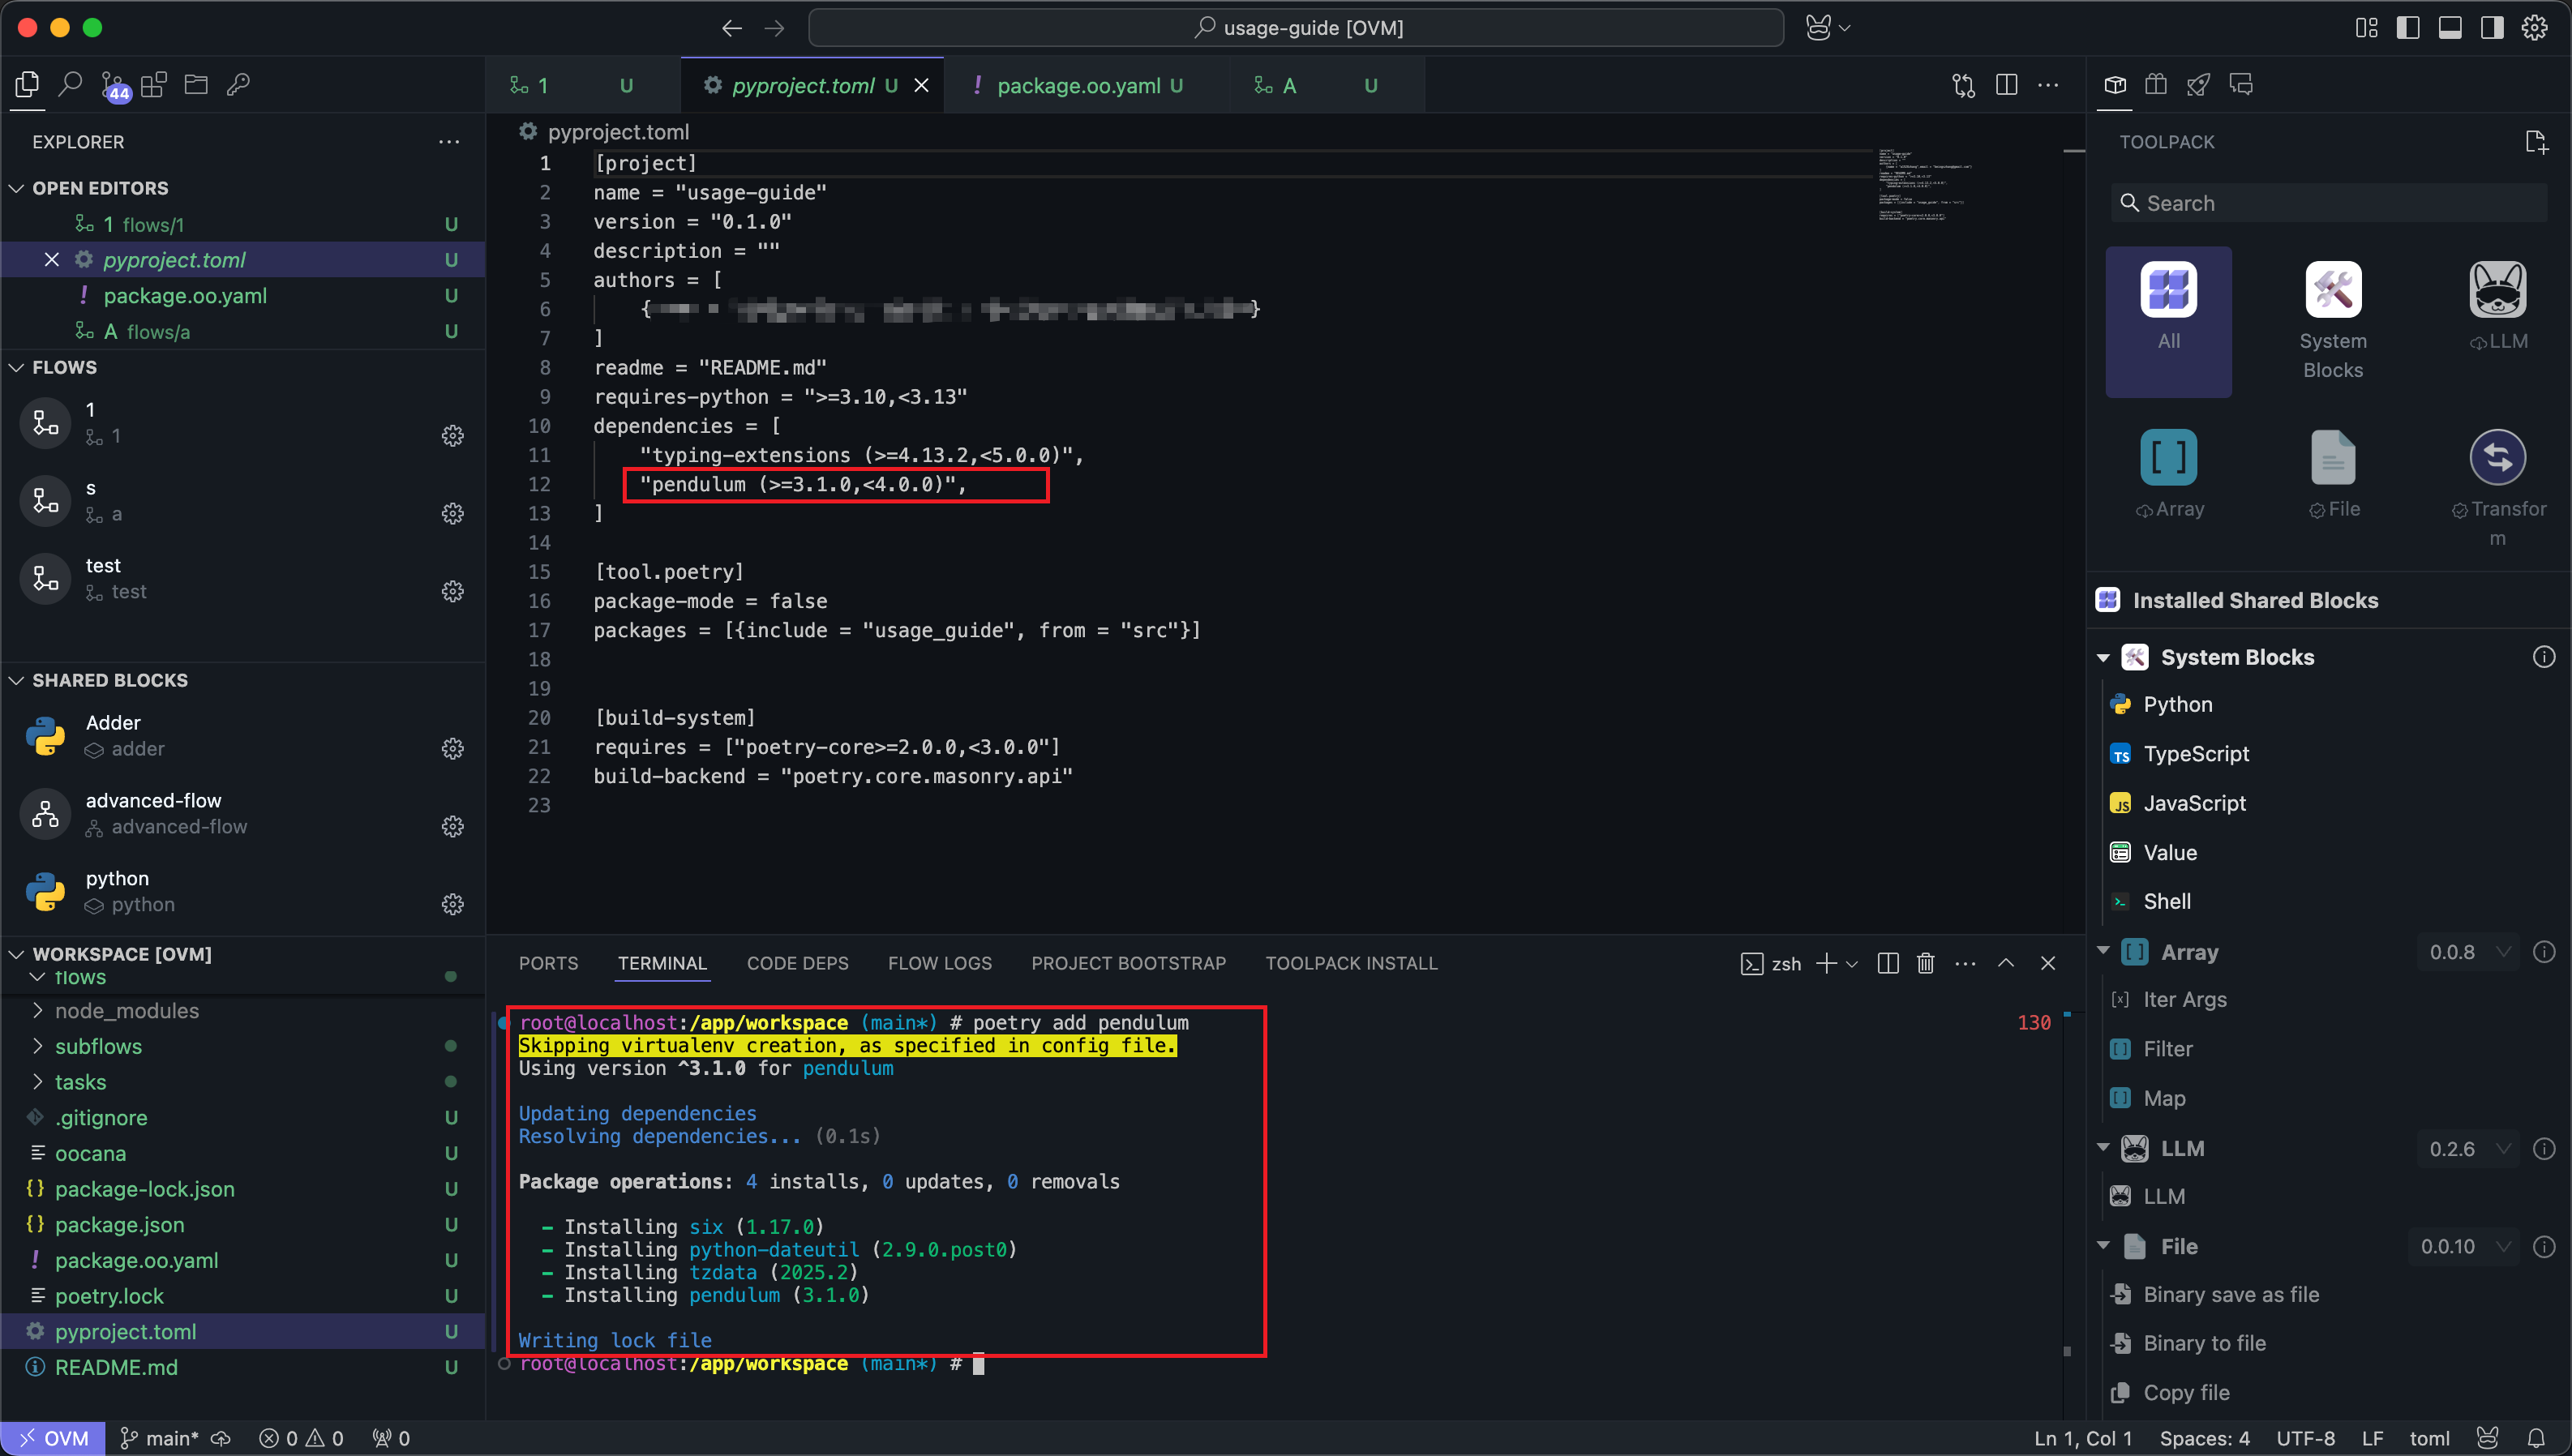 usage-guide [OVM]
44
1 U
pyproject.toml U
package.oo.yaml U
A U
EXPLORER
OPEN EDITORS
1 flows/1 U
pyproject.toml U
package.oo.yaml U
A flows/a U
FLOWS
1
1
s
a
test
test
SHARED BLOCKS
Adder
adder
advanced-flow
advanced-flow
python
python
WORKSPACE [OVM]
flows
node_modules
subflows
tasks
.gitignore U
oocana U
package-lock.json U
package.json U
package.oo.yaml U
poetry.lock U
pyproject.toml U
README.md U
pyproject.toml
1 [project]
2 name = "usage-guide"
3 version = "0.1.0"
4 description = ""
5 authors = [
6 { }
7 ]
8 readme = "README.md"
9 requires-python = ">=3.10,<3.13"
10 dependencies = [
11 "typing-extensions (>=4.13.2,<5.0.0)",
12 "pendulum (>=3.1.0,<4.0.0)",
13 ]
14
15 [tool.poetry]
16 package-mode = false
17 packages = [{include = "usage_guide", from = "src"}]
18
19
20 [build-system]
21 requires = ["poetry-core>=2.0.0,<3.0.0"]
22 build-backend = "poetry.core.masonry.api"
23
PORTS TERMINAL CODE DEPS FLOW LOGS PROJECT BOOTSTRAP TOOLPACK INSTALL
zsh
root@localhost:/app/workspace (main*) # poetry add pendulum 130
Skipping virtualenv creation, as specified in config file.
Using version ^3.1.0 for pendulum
Updating dependencies
Resolving dependencies... (0.1s)
Package operations: 4 installs, 0 updates, 0 removals
- Installing six (1.17.0)
- Installing python-dateutil (2.9.0.post0)
- Installing tzdata (2025.2)
- Installing pendulum (3.1.0)
Writing lock file
root@localhost:/app/workspace (main*) #
TOOLPACK
Search
All
System
Blocks
LLM
Array
File
Transfor
m
Installed Shared Blocks
System Blocks
Python
TS TypeScript
JS JavaScript
Value
Shell
Array 0.0.8
Iter Args
Filter
Map
LLM 0.2.6
LLM
File 0.0.10
Binary save as file
Binary to file
Copy file
OVM main* 0 0 0
Ln 1, Col 1 Spaces: 4 UTF-8 LF toml